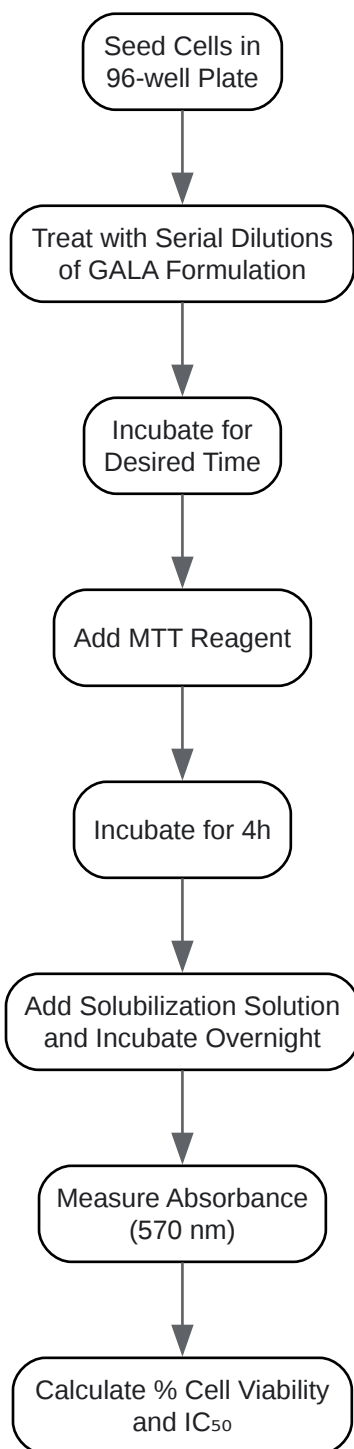 Seed Cells in
96-well Plate
Treat with Serial Dilutions
of GALA Formulation
Incubate for
Desired Time
Add MTT Reagent
Incubate for 4h
Add Solubilization Solution
and Incubate Overnight
Measure Absorbance
(570 nm)
Calculate % Cell Viability
and IC₅₀